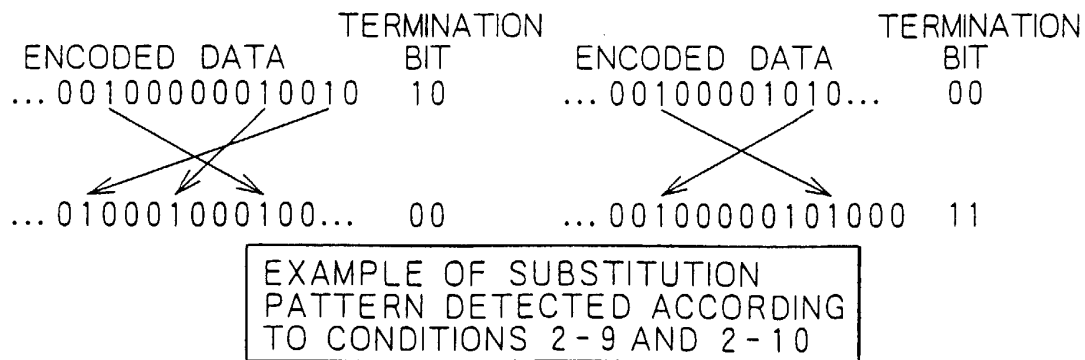 TERMINATION TERMINATION
ENCODED DATA BIT ENCODED DATA BIT
...00100000010010 10 ...00100001010... 00
...010001000100... 00 ...00100000101000 11
EXAMPLE OF SUBSTITUTION
PATTERN DETECTED ACCORDING
TO CONDITIONS 2-9 AND 2-10